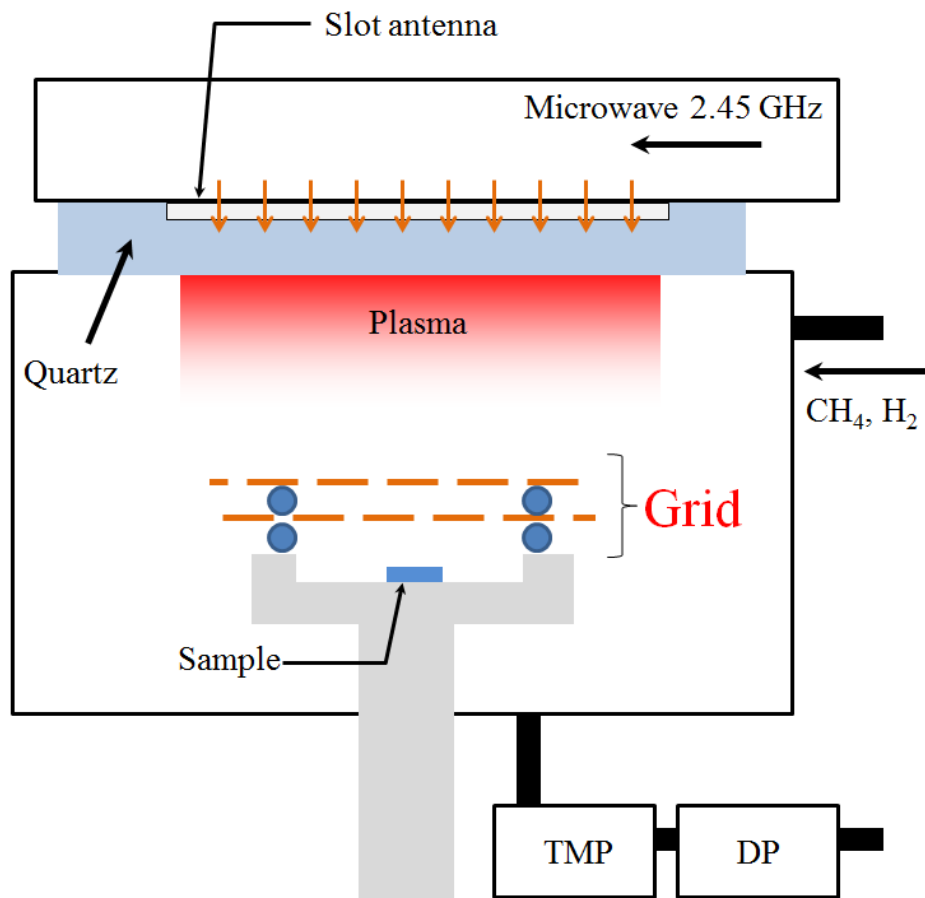 Slot antenna
Microwave 2.45 GHz
Plasma
Quartz
CH₄, H₂
Grid
Sample
TMP
DP